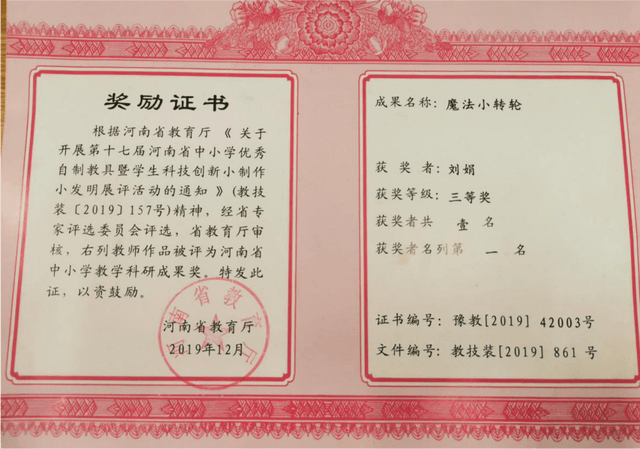 奖励证书
根据河南省教育厅《关于
开展第十七届河南省中小学优秀
自制教具暨学生科技创新小制作
小发明展评活动的通知》(教技
装〔2019〕157号)精神，经省专
家评选委员会评选，省教育厅审
核，右列教师作品被评为河南省
中小学教学科研成果奖。特发此
证，以资鼓励。
河南省教育厅
2019年12月
河南省教育厅
成果名称：魔法小转轮
获奖者：刘娟
获奖等级：三等奖
获奖者共 壹 名
获奖者名列第 一 名
证书编号：豫教[2019] 42003号
文件编号：教技装[2019] 861 号